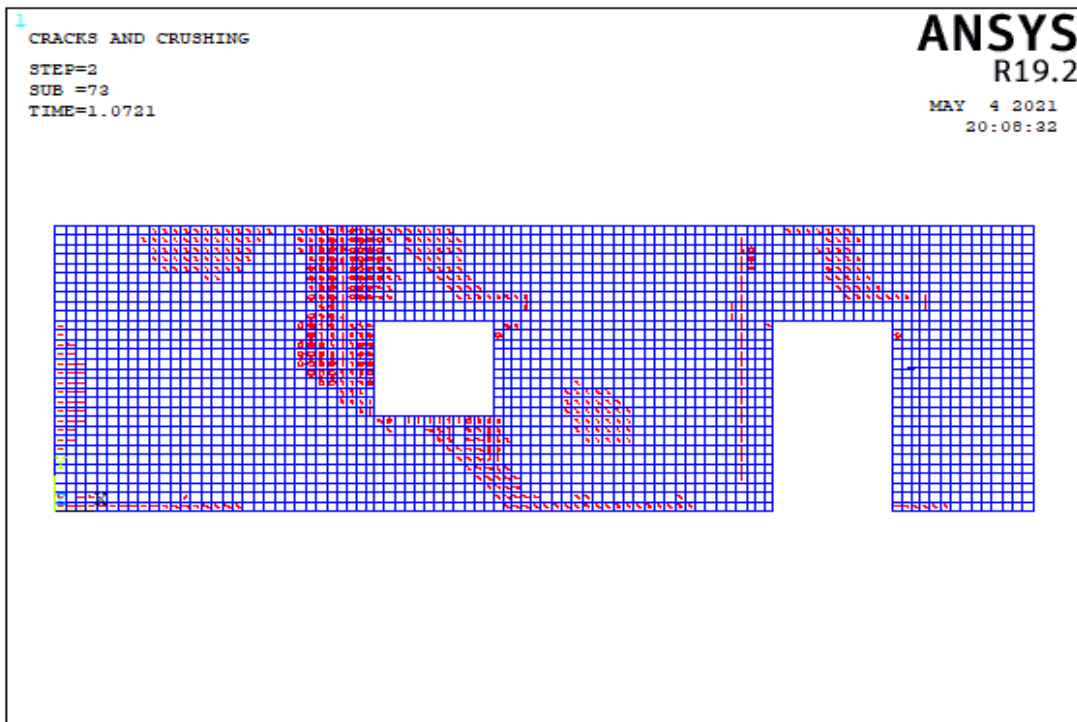 1
CRACKS AND CRUSHING
STEP=2
SUB =73
TIME=1.0721
ANSYS
R19.2
MAY 4 2021
20:08:32
Y
X